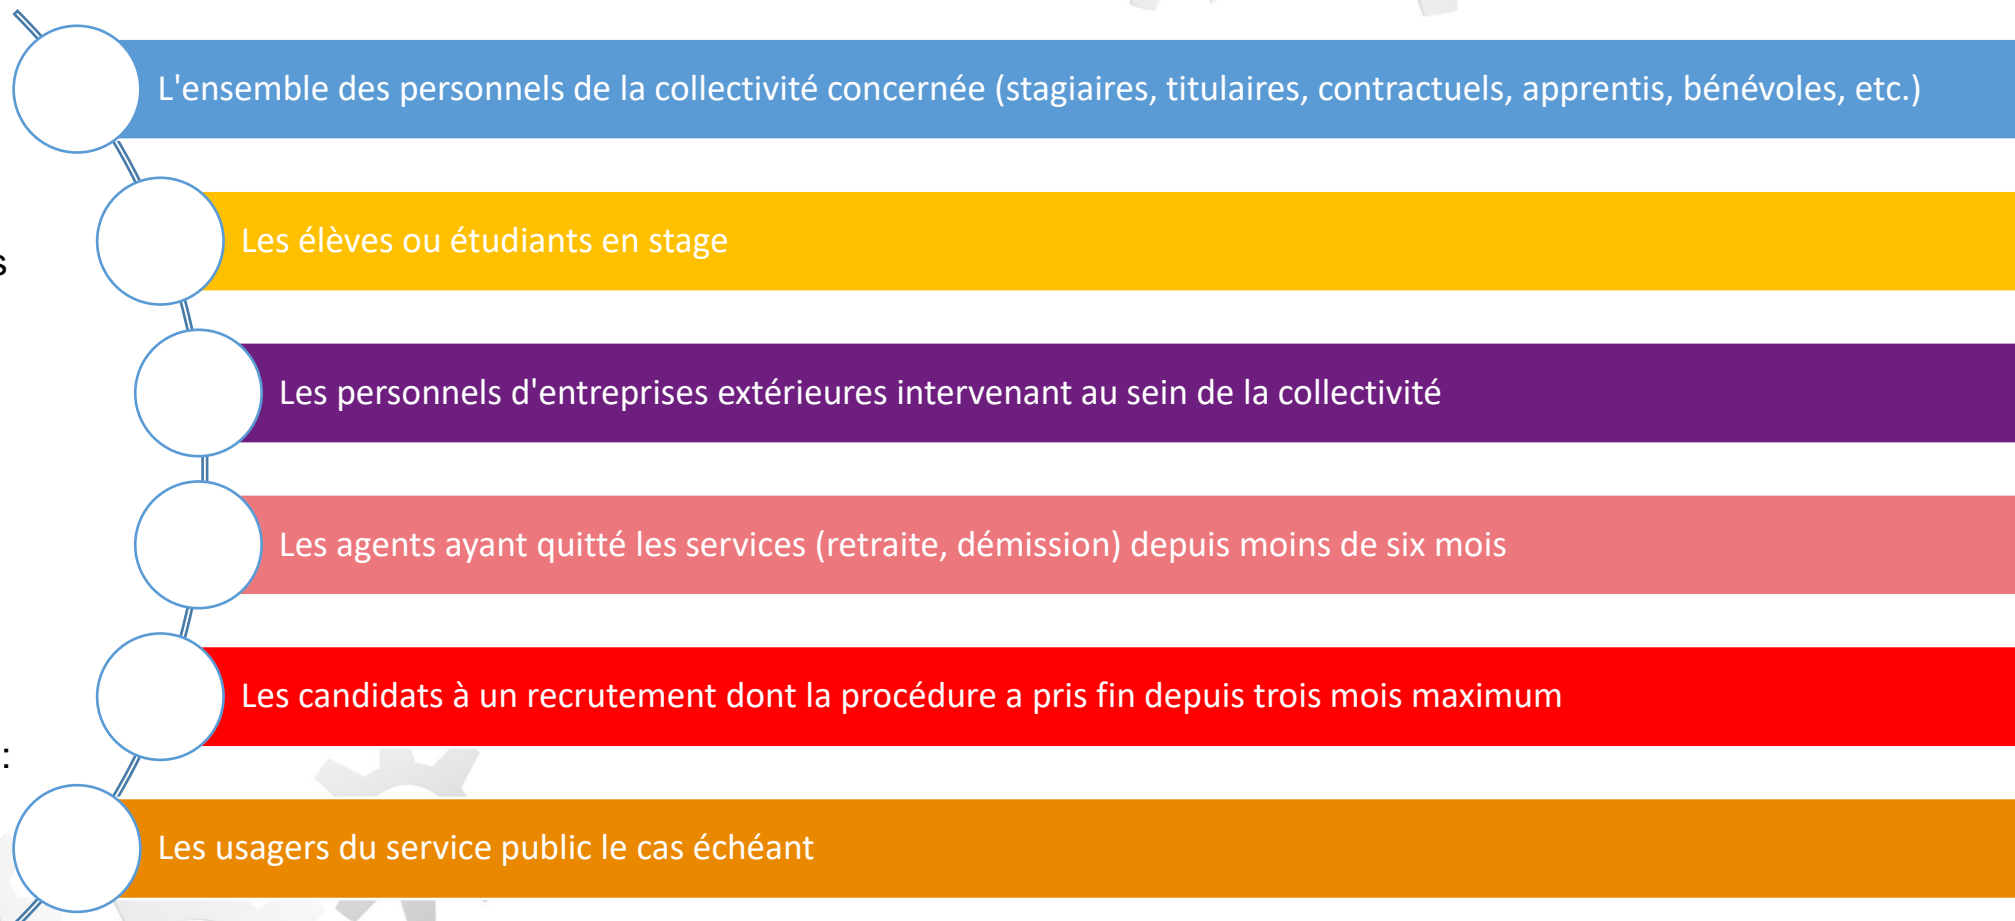 L'ensemble des personnels de la collectivité concernée (stagiaires, titulaires, contractuels, apprentis, bénévoles, etc.)
Les élèves ou étudiants en stage
s
Les personnels d'entreprises extérieures intervenant au sein de la collectivité
Les agents ayant quitté les services (retraite, démission) depuis moins de six mois
Les candidats à un recrutement dont la procédure a pris fin depuis trois mois maximum
:
Les usagers du service public le cas échéant